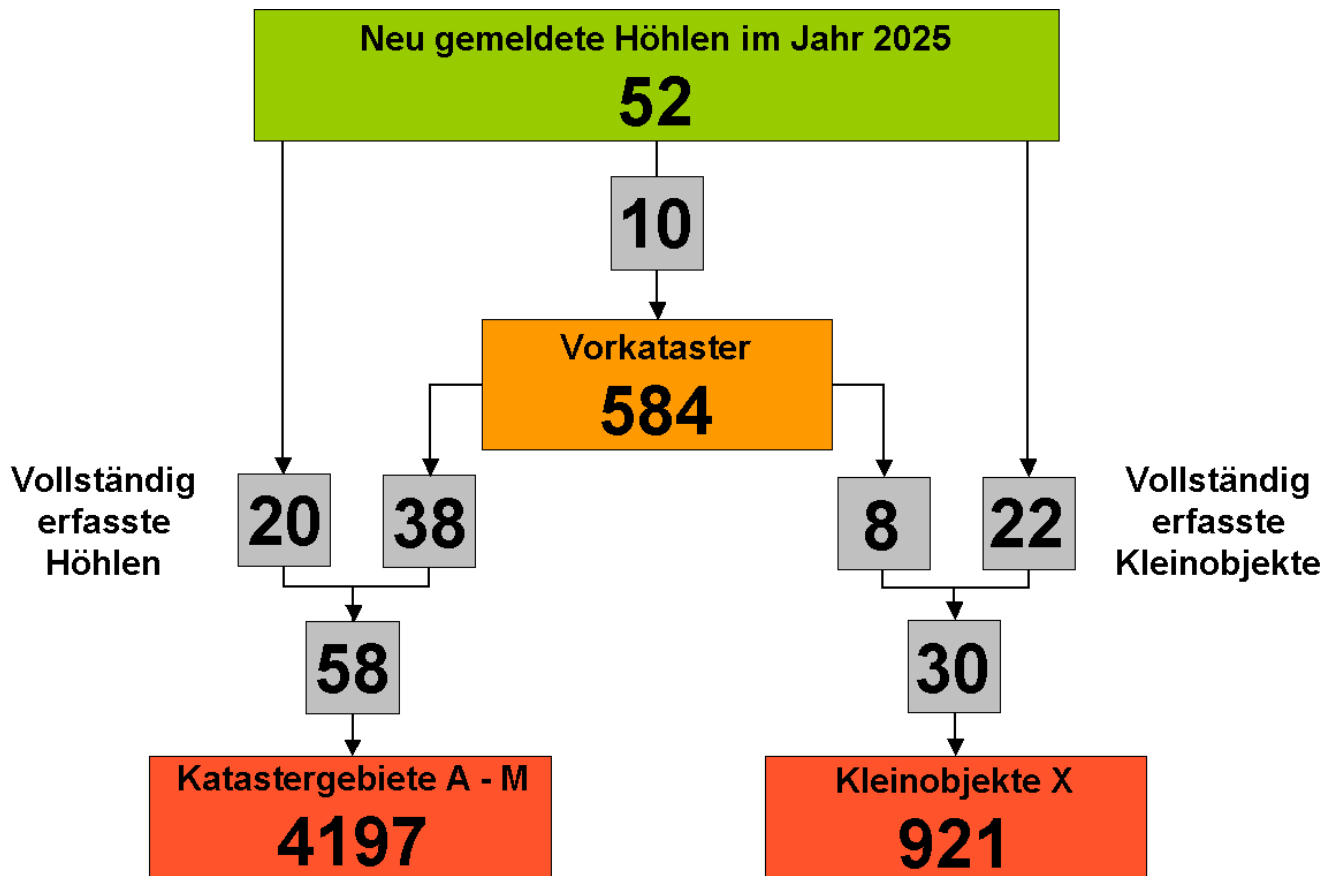 Neu gemeldete Höhlen im Jahr 2025
52
10
Vorkataster
584
Vollständig
erfasste
Höhlen
20
38
8
22
Vollständig
erfasste
Kleinobjekte
58
30
Katastergebiete A - M
4197
Kleinobjekte X
921